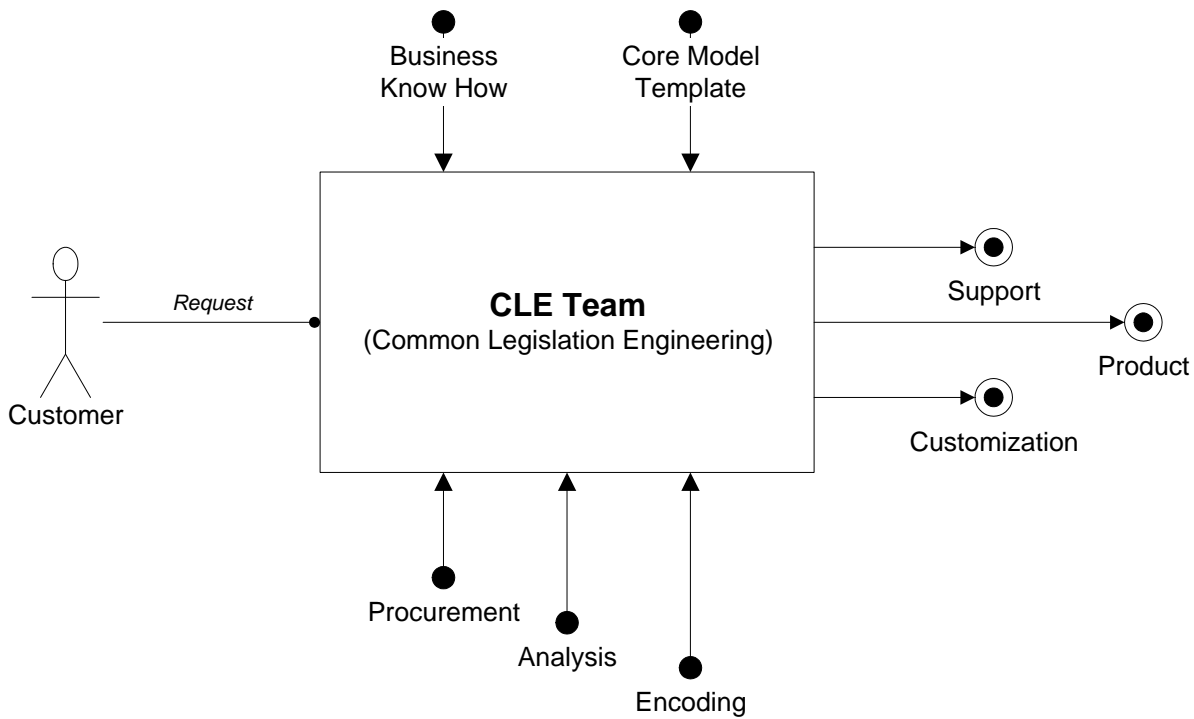 Business
Know How
Core Model
Template
Request
CLE Team
(Common Legislation Engineering)
Support
Product
Customization
Customer
Procurement
Analysis
Encoding